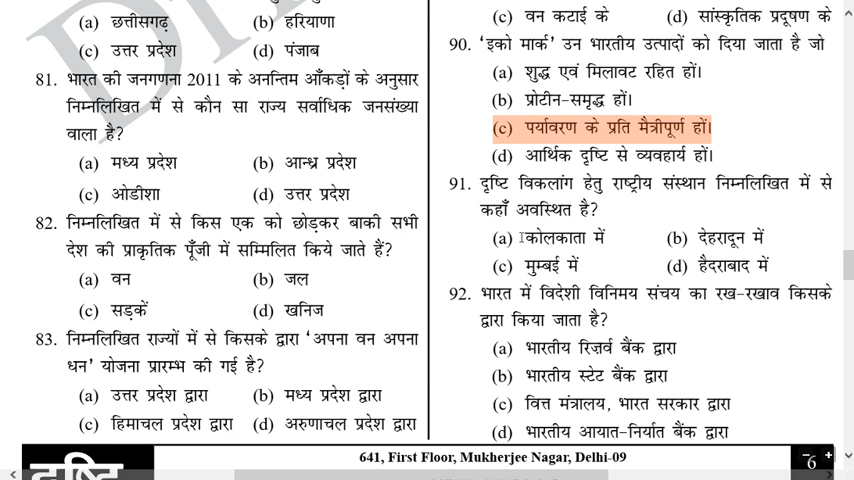 (a) छत्तीसगढ़ (b) हरियाणा
(c) उत्तर प्रदेश (d) पंजाब
81. भारत की जनगणना 2011 के अनन्तिम आँकड़ों के अनुसार
निम्नलिखित में से कौन सा राज्य सर्वाधिक जनसंख्या
वाला है?
(a) मध्य प्रदेश (b) आन्ध्र प्रदेश
(c) ओडीशा (d) उत्तर प्रदेश
82. निम्नलिखित में से किस एक को छोड़कर बाकी सभी
देश की प्राकृतिक पूँजी में सम्मिलित किये जाते हैं?
(a) वन (b) जल
(c) सड़कें (d) खनिज
83. निम्नलिखित राज्यों में से किसके द्वारा ‘अपना वन अपना
धन’ योजना प्रारम्भ की गई है?
(a) उत्तर प्रदेश द्वारा (b) मध्य प्रदेश द्वारा
(c) हिमाचल प्रदेश द्वारा (d) अरुणाचल प्रदेश द्वारा
(c) वन कटाई के (d) सांस्कृतिक प्रदूषण के
90. ‘इको मार्क’ उन भारतीय उत्पादों को दिया जाता है जो
(a) शुद्ध एवं मिलावट रहित हों।
(b) प्रोटीन-समृद्ध हों।
(c) पर्यावरण के प्रति मैत्रीपूर्ण हों।
(d) आर्थिक दृष्टि से व्यवहार्य हों।
91. दृष्टि विकलांग हेतु राष्ट्रीय संस्थान निम्नलिखित में से
कहाँ अवस्थित है?
(a) कोलकाता में (b) देहरादून में
(c) मुम्बई में (d) हैदराबाद में
92. भारत में विदेशी विनिमय संचय का रख-रखाव किसके
द्वारा किया जाता है?
(a) भारतीय रिज़र्व बैंक द्वारा
(b) भारतीय स्टेट बैंक द्वारा
(c) वित्त मंत्रालय, भारत सरकार द्वारा
(d) भारतीय आयात-निर्यात बैंक द्वारा
दृष्टि
641, First Floor, Mukherjee Nagar, Delhi-09
6